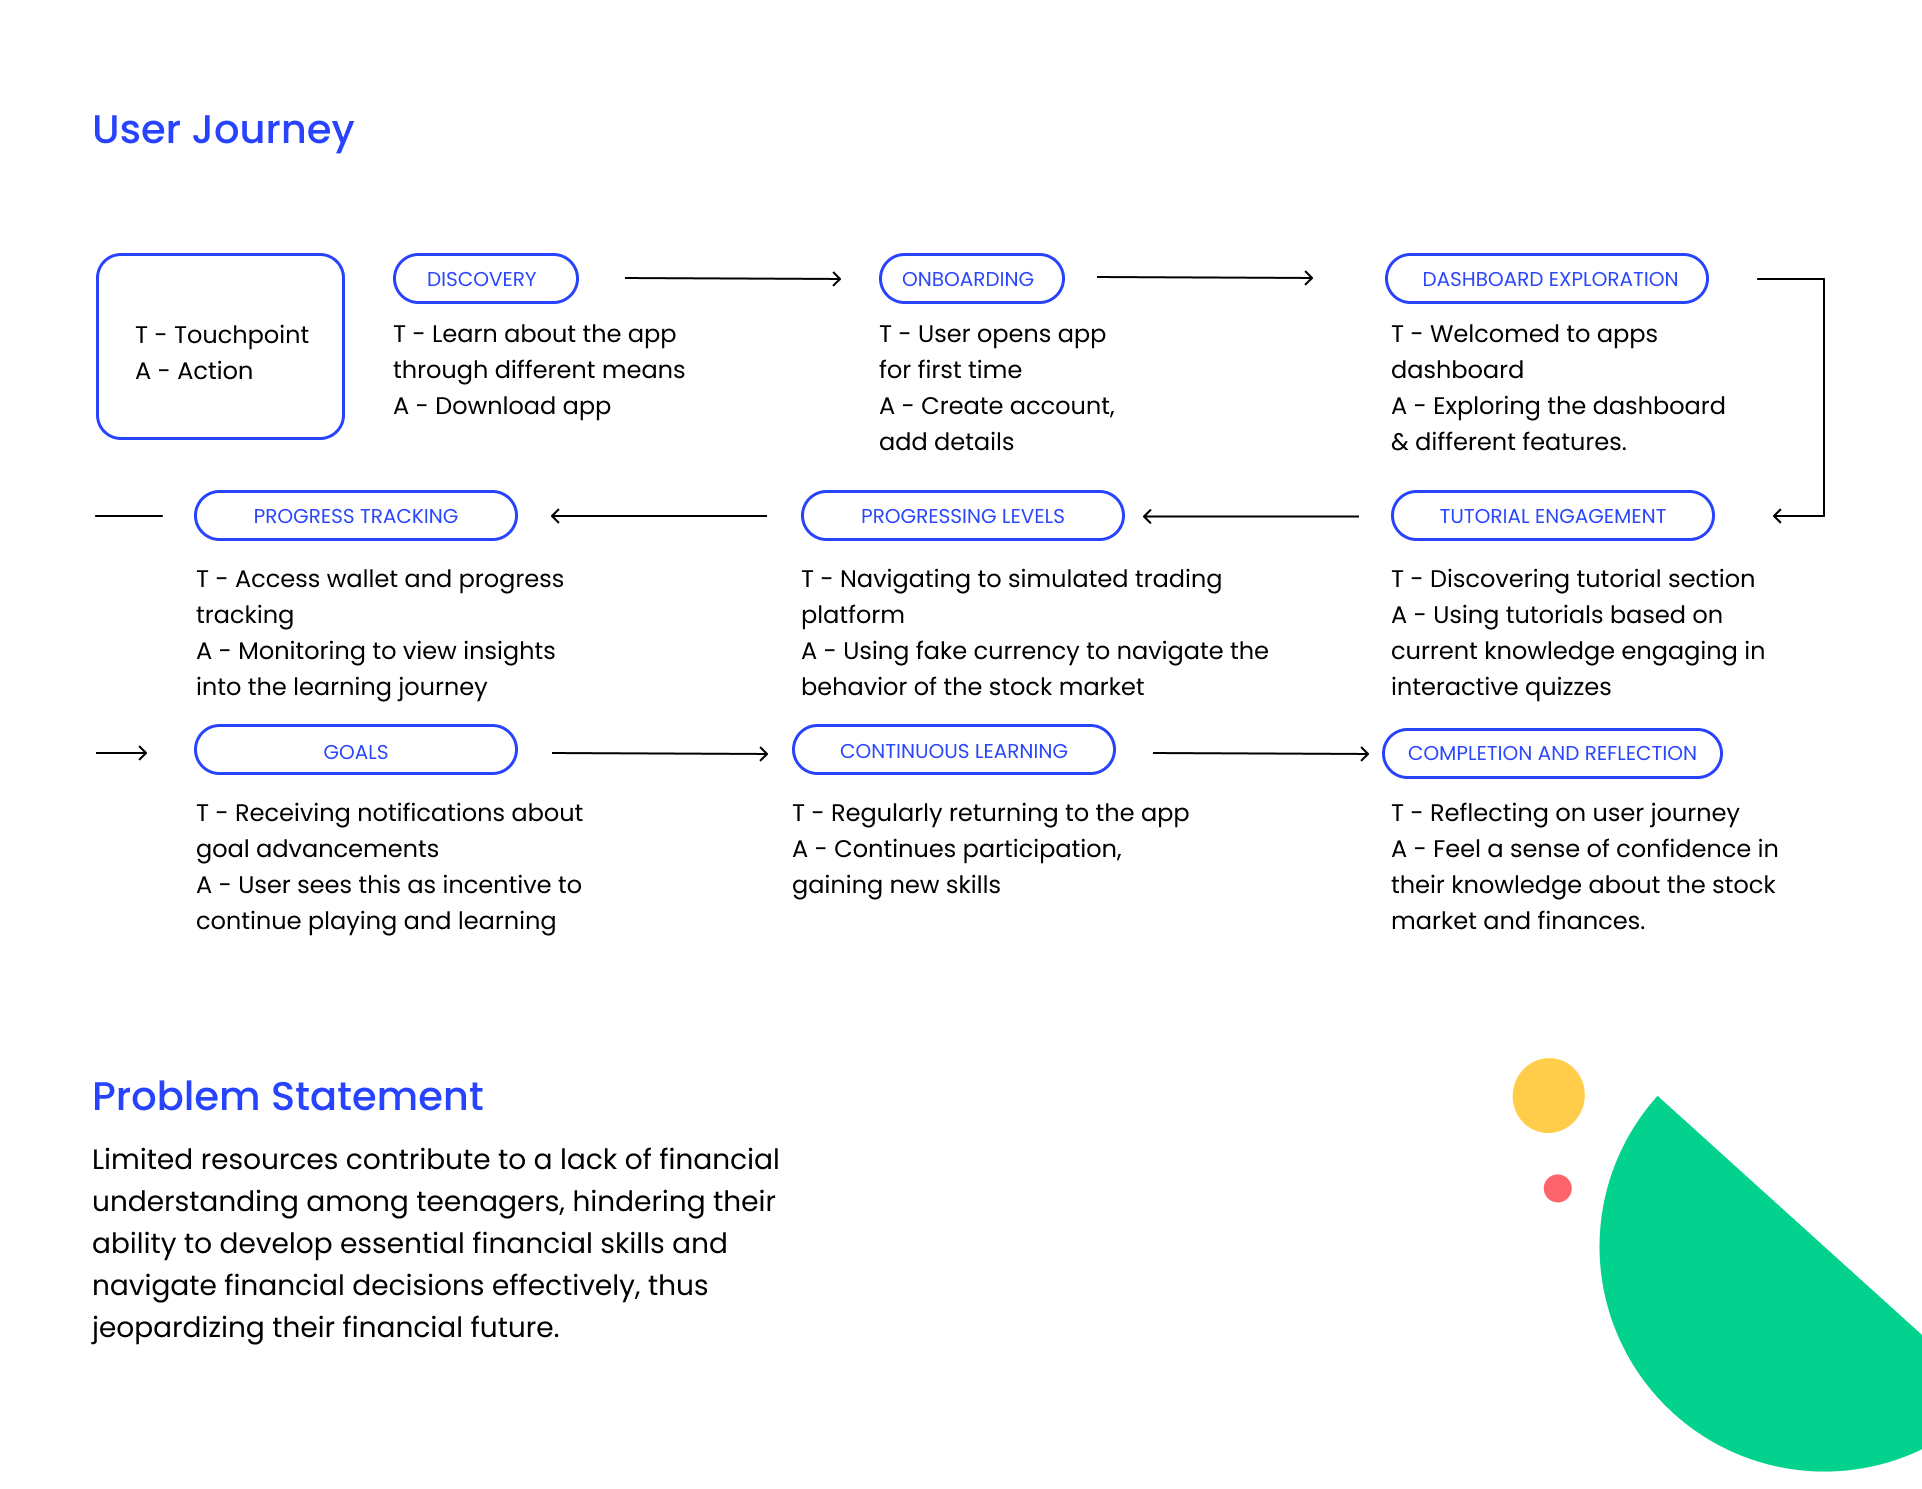 User Journey
T - Touchpoint
A - Action
DISCOVERY
T - Learn about the app
through different means
A - Download app
ONBOARDING
T - User opens app
for first time
A - Create account,
add details
DASHBOARD EXPLORATION
T - Welcomed to apps
dashboard
A - Exploring the dashboard
& different features.
TUTORIAL ENGAGEMENT
T - Discovering tutorial section
A - Using tutorials based on
current knowledge engaging in
interactive quizzes
PROGRESSING LEVELS
T - Navigating to simulated trading
platform
A - Using fake currency to navigate the
behavior of the stock market
PROGRESS TRACKING
T - Access wallet and progress
tracking
A - Monitoring to view insights
into the learning journey
GOALS
T - Receiving notifications about
goal advancements
A - User sees this as incentive to
continue playing and learning
CONTINUOUS LEARNING
T - Regularly returning to the app
A - Continues participation,
gaining new skills
COMPLETION AND REFLECTION
T - Reflecting on user journey
A - Feel a sense of confidence in
their knowledge about the stock
market and finances.
Problem Statement
Limited resources contribute to a lack of financial
understanding among teenagers, hindering their
ability to develop essential financial skills and
navigate financial decisions effectively, thus
jeopardizing their financial future.